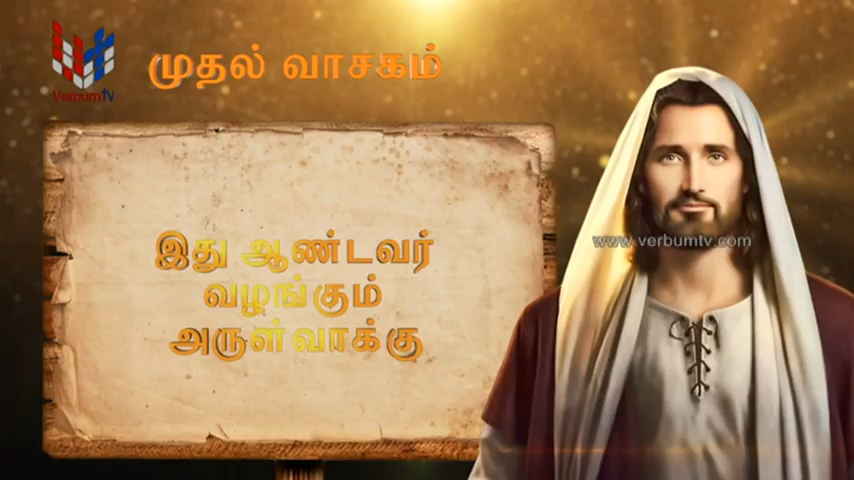 VerbumTV
முதல் வாசகம்
இது ஆண்டவர்
வழங்கும்
அருள்வாக்கு
www.verbumtv.com